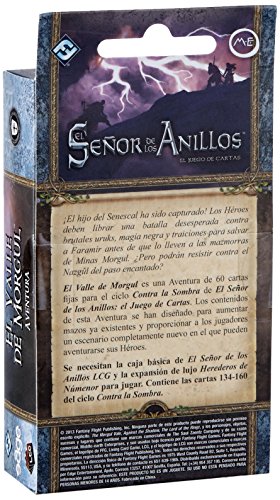 ME
EL SEÑOR DE LOS ANILLOS
EL JUEGO DE CARTAS
EL VALLE
DE MORGUL
AVENTURA
¡El hijo del Senescal ha sido capturado! Los Héroes
deben librar una batalla desesperada contra
brutales uruks, magia negra y traiciones para salvar
a Faramir antes de que lo lleven a las mazmorras
de Minas Morgul. ¿Pero podrán resistir contra el
Nazgûl del paso encantado?
El Valle de Morgul es una Aventura de 60 cartas
fijas para el ciclo Contra la Sombra de El Señor de
los Anillos: el Juego de Cartas. Los contenidos
de esta Aventura se han diseñado para aumentar
mazos ya existentes y proporcionar a los jugadores
un escenario completamente nuevo en el que pueden
aventurarse sus Héroes.
Se necesitan la caja básica de El Señor de los
Anillos LCG y la expansión de lujo Herederos de
Númenor para jugar. Contiene las cartas 134-160
del ciclo Contra la Sombra.